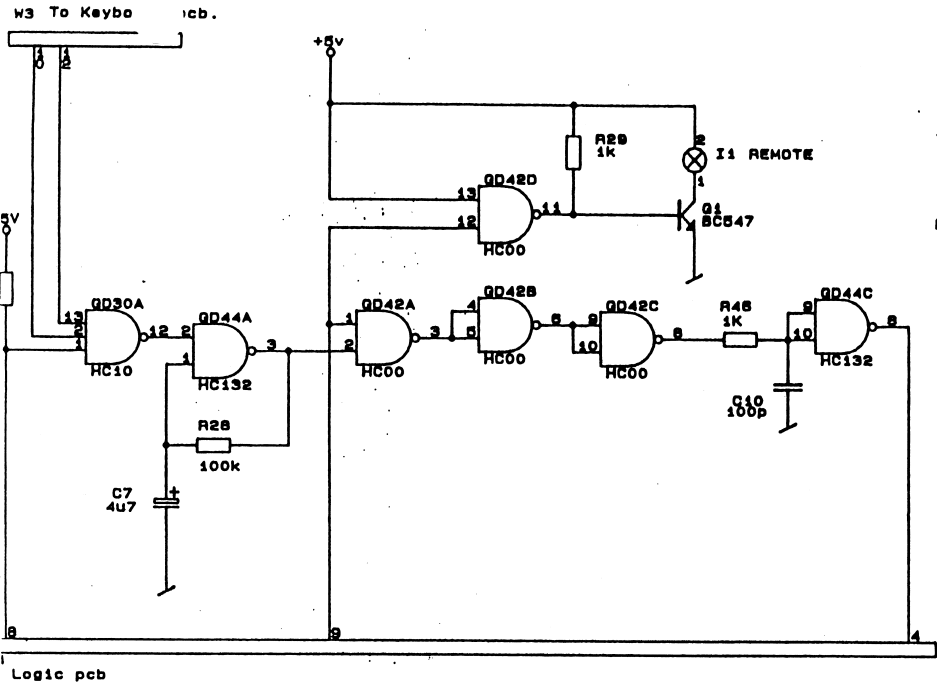 W3 To Keybo cb.
1 0
1 2
+5v
R29
1k
2
I1 REMOTE
1
GD42D
13
12
11
HC00
Q1
BC547
5V
GD30A
13
2
1
12
HC10
GD44A
2
1
3
HC132
GD42A
1
2
3
HC00
GD42B
4
5
6
HC00
GD42C
9
10
8
HC00
R46
1K
GD44C
9
10
8
HC132
C10
100p
R28
100k
C7
4u7
+
8
9
4
Logic pcb